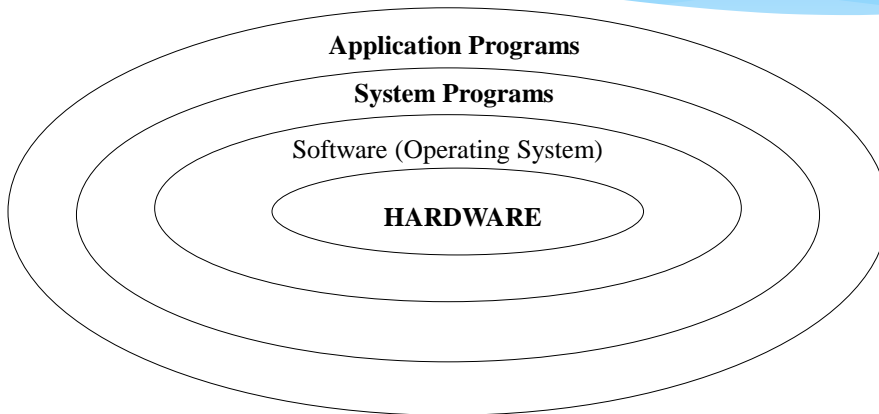 Application Programs
System Programs
Software (Operating System)
HARDWARE